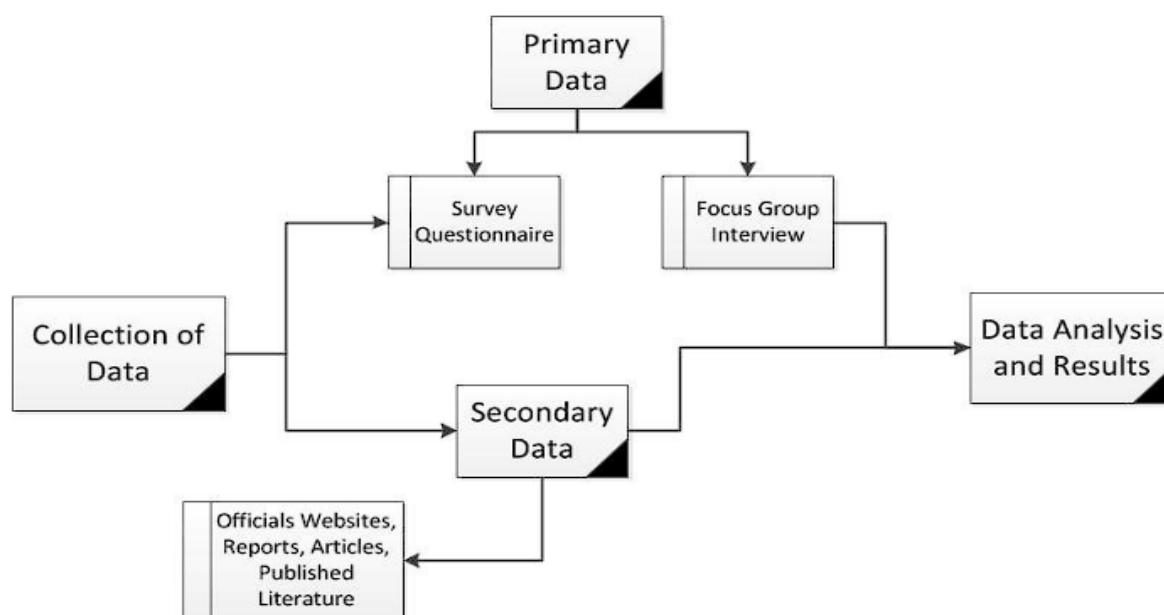 Primary
Data
Survey
Questionnaire
Focus Group
Interview
Collection of
Data
Data Analysis
and Results
Secondary
Data
Officials Websites,
Reports, Articles,
Published
Literature